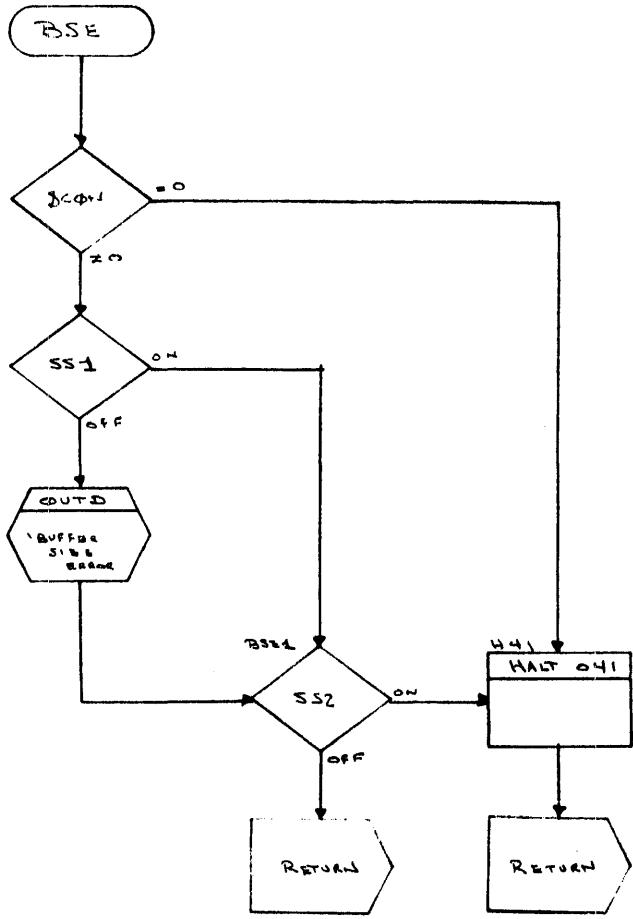 BSE
= 0
≠ 0
SS1
ON
OFF
OUTD
'BUFFER
SIZE
ERROR
BSE1
H41
HALT 041
SS2
ON
OFF
RETURN
RETURN